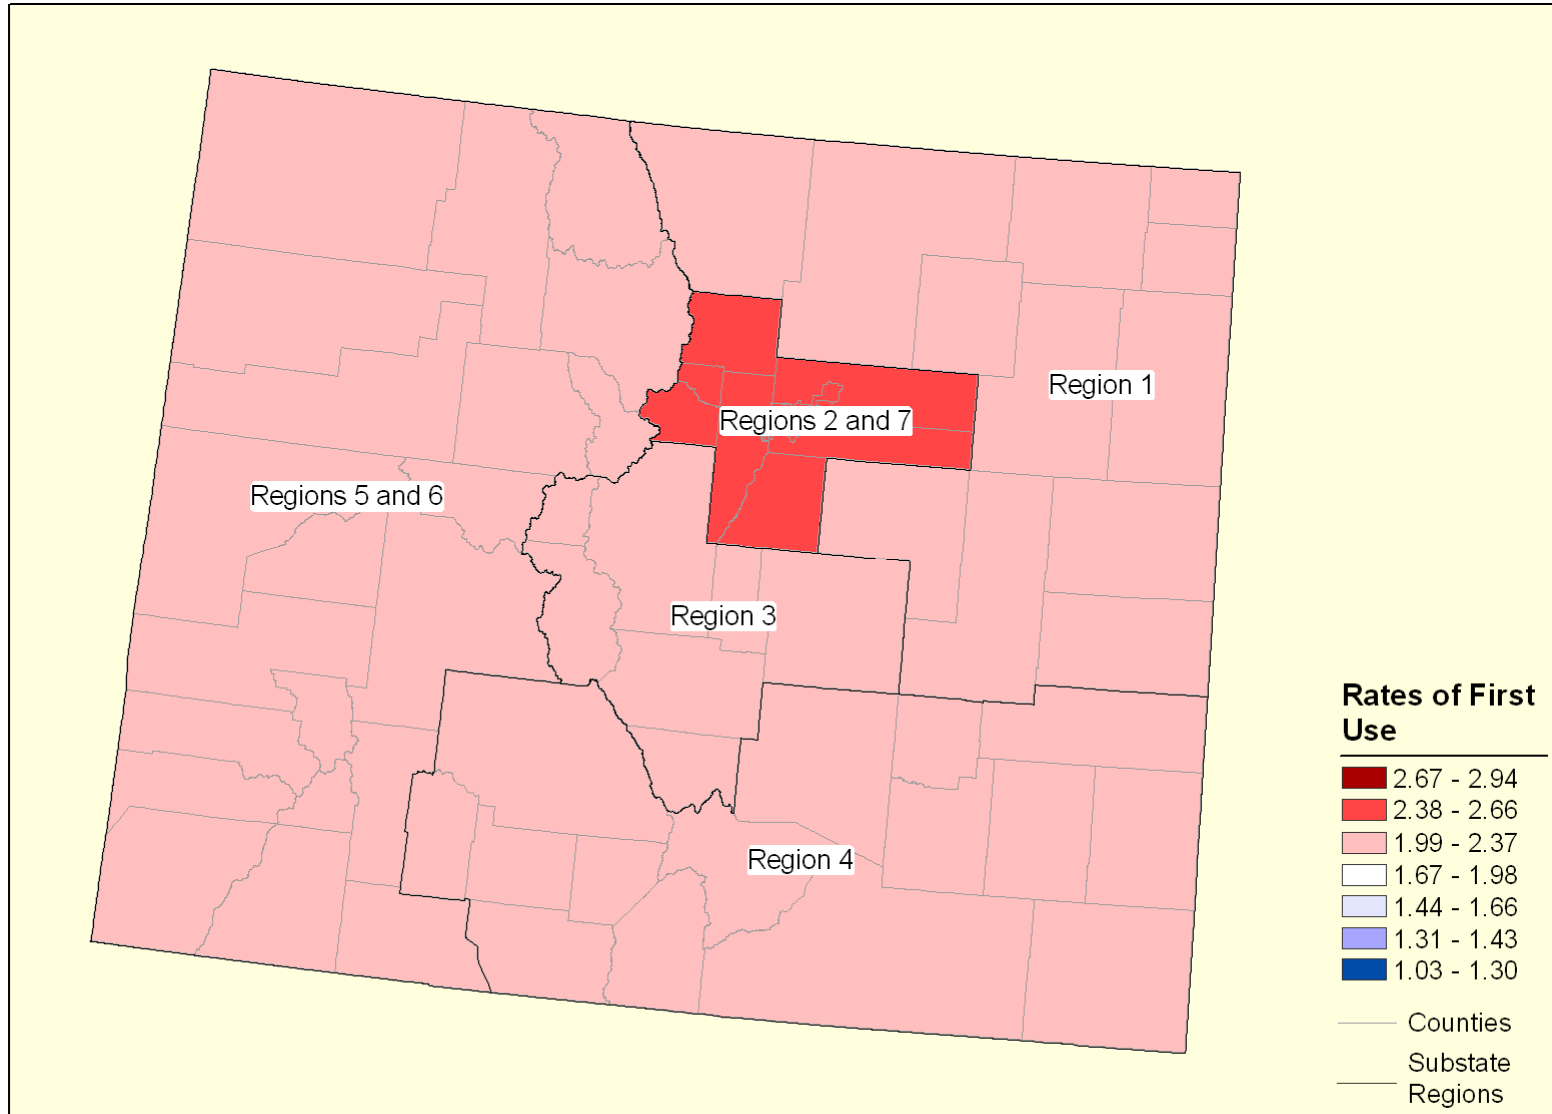 Region 1
Regions 2 and 7
Regions 5 and 6
Region 3
Region 4
Rates of First
Use
2.67 - 2.94
2.38 - 2.66
1.99 - 2.37
1.67 - 1.98
1.44 - 1.66
1.31 - 1.43
1.03 - 1.30
Counties
Substate
Regions